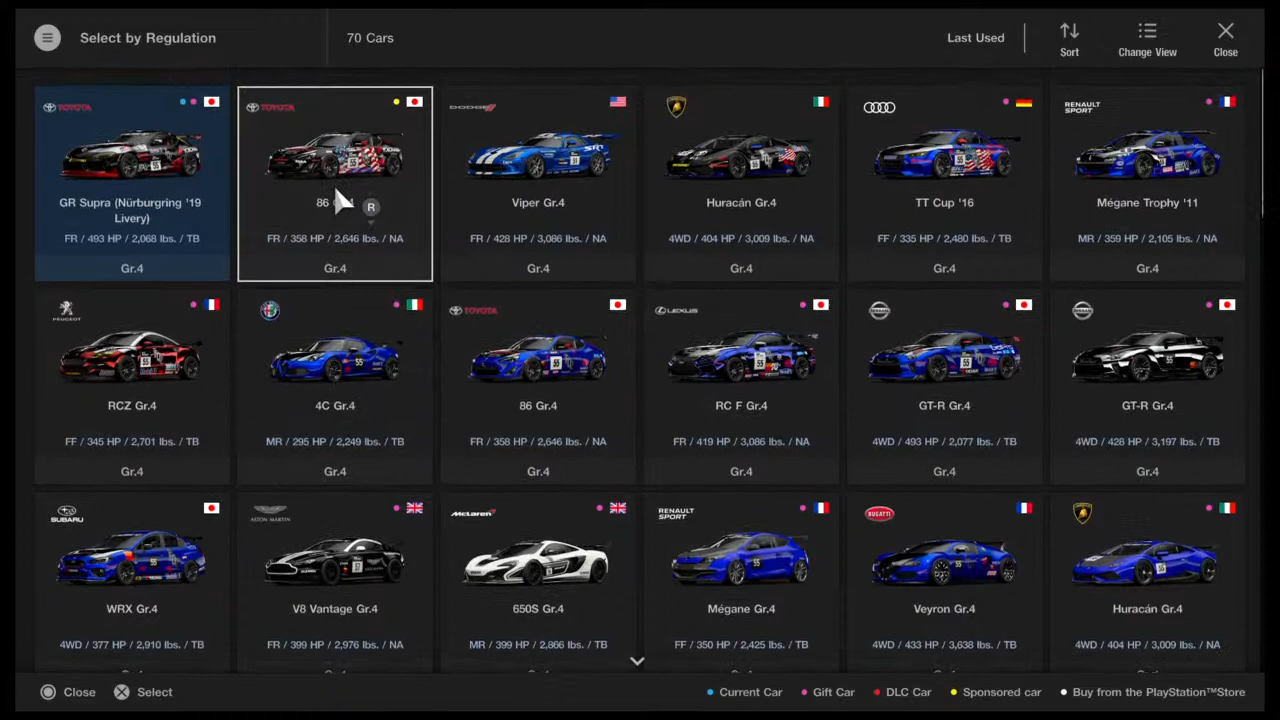 Select by Regulation
70 Cars
Last Used
Sort
Change View
Close
TOYOTA
GR Supra (Nürburgring '19
Livery)
FR / 493 HP / 2,068 lbs. / TB
Gr.4
TOYOTA
86
FR / 358 HP / 2,646 lbs. / NA
Gr.4
DODGE
Viper Gr.4
FR / 428 HP / 3,086 lbs. / NA
Gr.4
Huracán Gr.4
4WD / 404 HP / 3,009 lbs. / NA
Gr.4
TT Cup '16
FF / 335 HP / 2,480 lbs. / TB
Gr.4
RENAULT
SPORT
Mégane Trophy '11
MR / 359 HP / 2,105 lbs. / NA
Gr.4
R
PEUGEOT
RCZ Gr.4
FF / 345 HP / 2,701 lbs. / TB
Gr.4
4C Gr.4
MR / 295 HP / 2,249 lbs. / TB
Gr.4
TOYOTA
86 Gr.4
FR / 358 HP / 2,646 lbs. / NA
Gr.4
LEXUS
RC F Gr.4
FR / 419 HP / 3,086 lbs. / NA
Gr.4
NISSAN
GT-R Gr.4
4WD / 493 HP / 2,077 lbs. / TB
Gr.4
NISSAN
GT-R Gr.4
4WD / 428 HP / 3,197 lbs. / TB
Gr.4
SUBARU
WRX Gr.4
4WD / 377 HP / 2,910 lbs. / TB
ASTON MARTIN
V8 Vantage Gr.4
FR / 399 HP / 2,976 lbs. / NA
McLaren
650S Gr.4
MR / 399 HP / 2,866 lbs. / TB
RENAULT
SPORT
Mégane Gr.4
FF / 350 HP / 2,425 lbs. / TB
BUGATTI
Veyron Gr.4
4WD / 433 HP / 3,638 lbs. / TB
Huracán Gr.4
4WD / 404 HP / 3,009 lbs. / NA
Close
Select
Current Car
Gift Car
DLC Car
Sponsored car
Buy from the PlayStation™Store